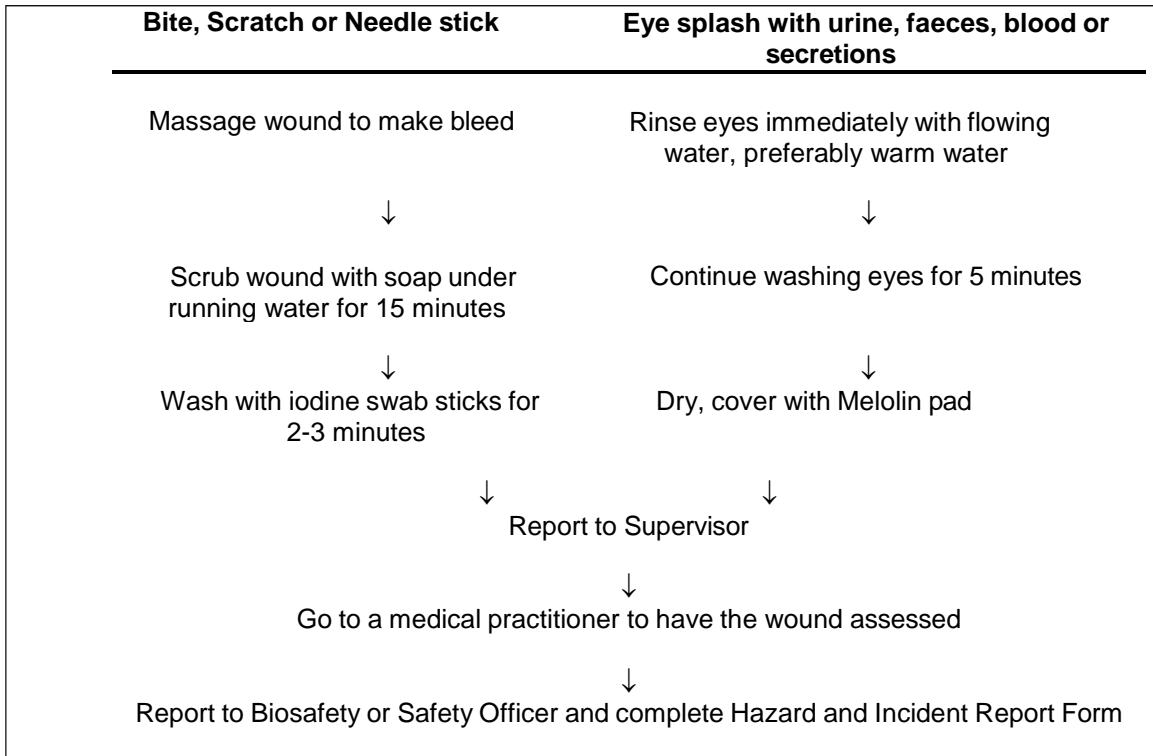 Bite, Scratch or Needle stick
Eye splash with urine, faeces, blood or
secretions
Massage wound to make bleed
Rinse eyes immediately with flowing
water, preferably warm water
↓
↓
Scrub wound with soap under
running water for 15 minutes
Continue washing eyes for 5 minutes
↓
↓
Wash with iodine swab sticks for
2-3 minutes
Dry, cover with Melolin pad
↓
↓
Report to Supervisor
↓
Go to a medical practitioner to have the wound assessed
↓
Report to Biosafety or Safety Officer and complete Hazard and Incident Report Form